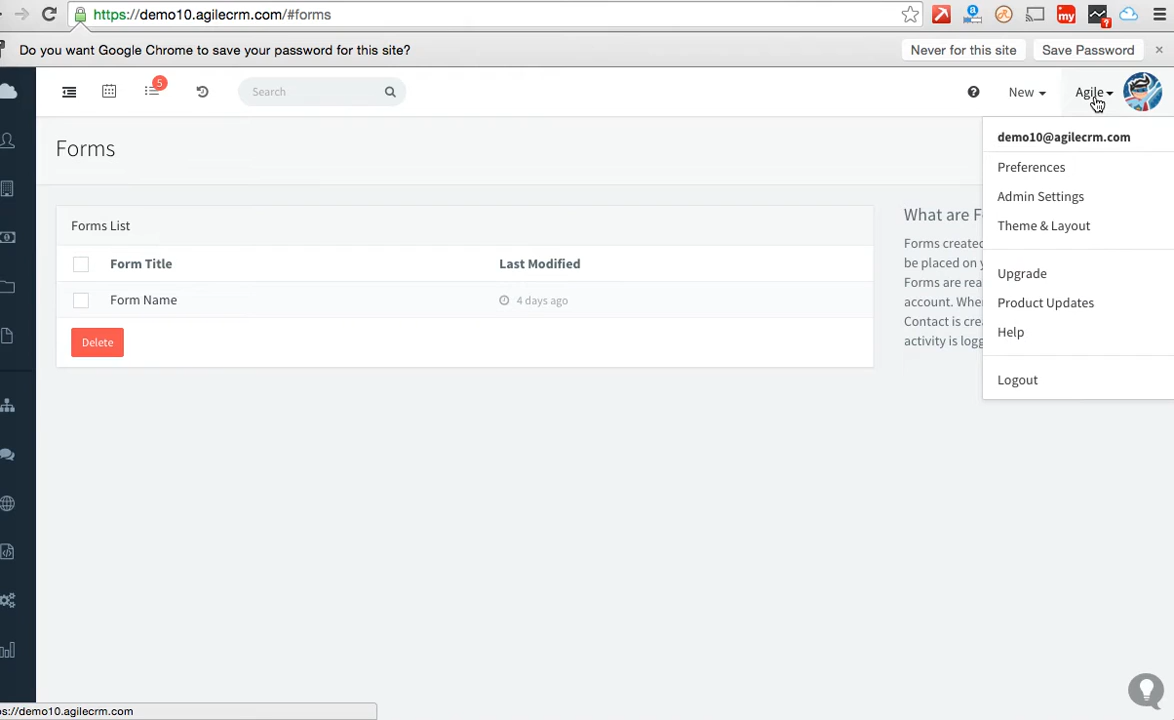 https://demo10.agilecrm.com/#forms
my
?
Do you want Google Chrome to save your password for this site?
Never for this site
Save Password
×
5
Search
?
New
Agile
demo10@agilecrm.com
Preferences
Admin Settings
Theme & Layout
Upgrade
Product Updates
Help
Logout
Forms
Forms List
Form Title
Last Modified
Form Name
4 days ago
Delete
What are F
Forms created
be placed on y
Forms are rea
account. Whe
Contact is crea
activity is logg
ps://demo10.agilecrm.com